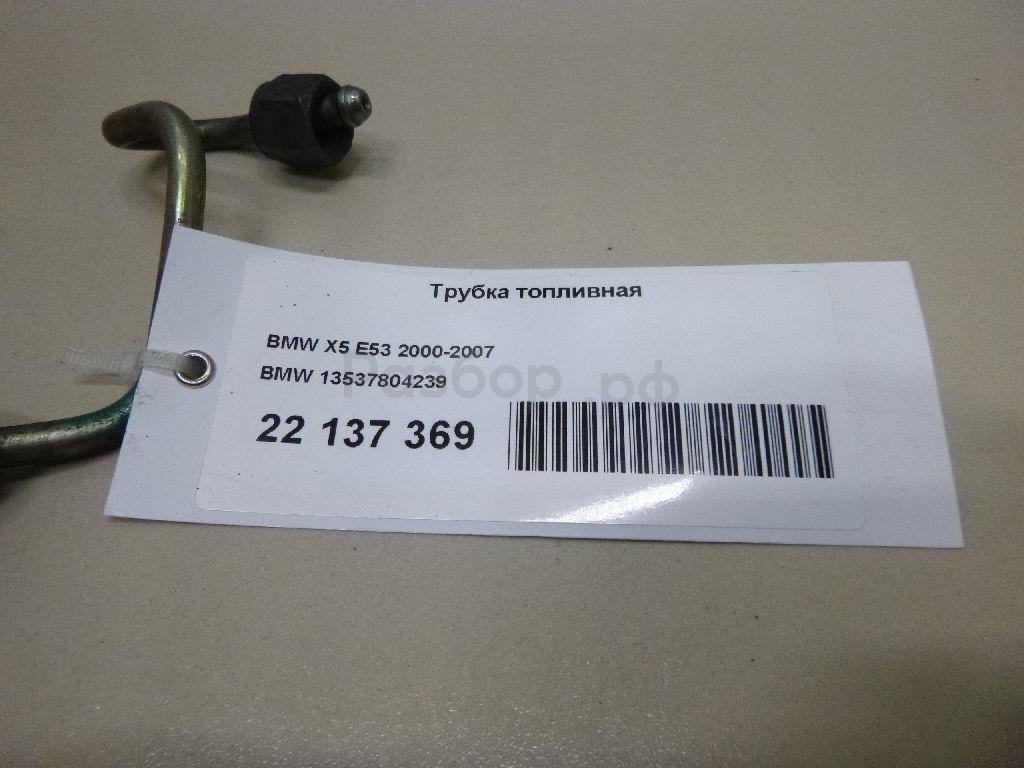 Трубка топливная
BMW X5 E53 2000-2007
BMW 13537804239
Разбор.рф
22 137 369